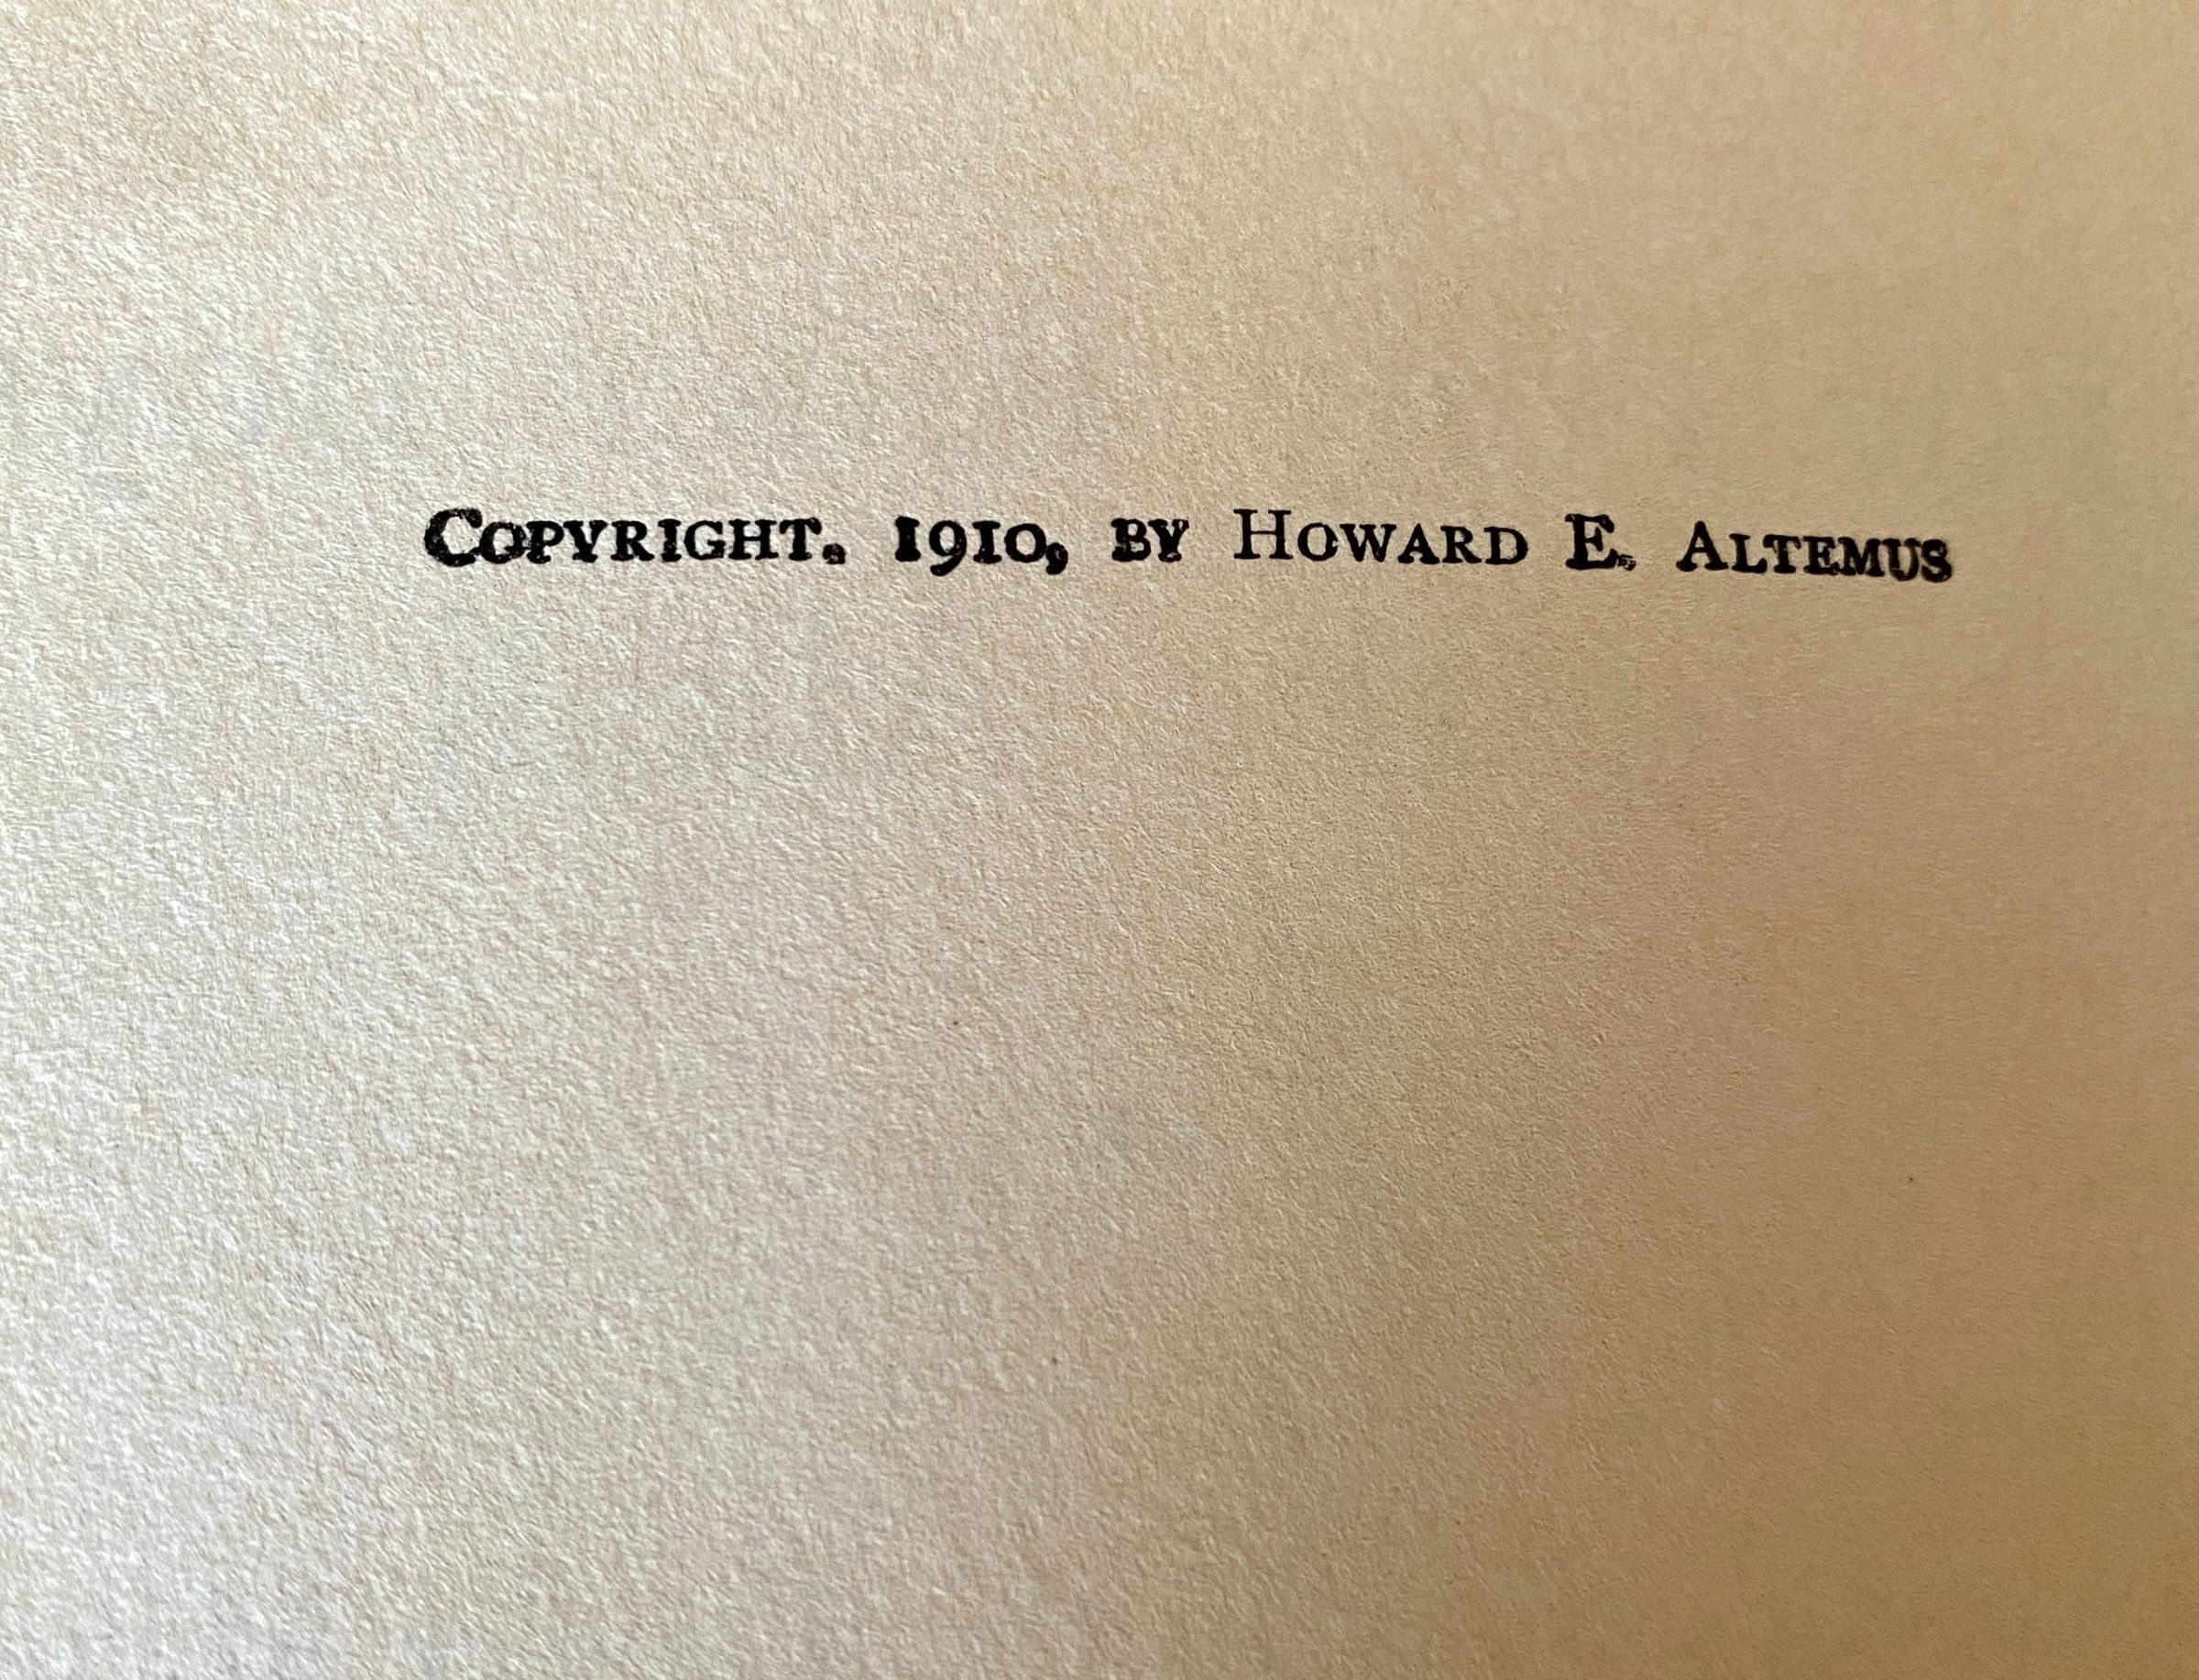 Copyright, 1910, by Howard E. Altemus